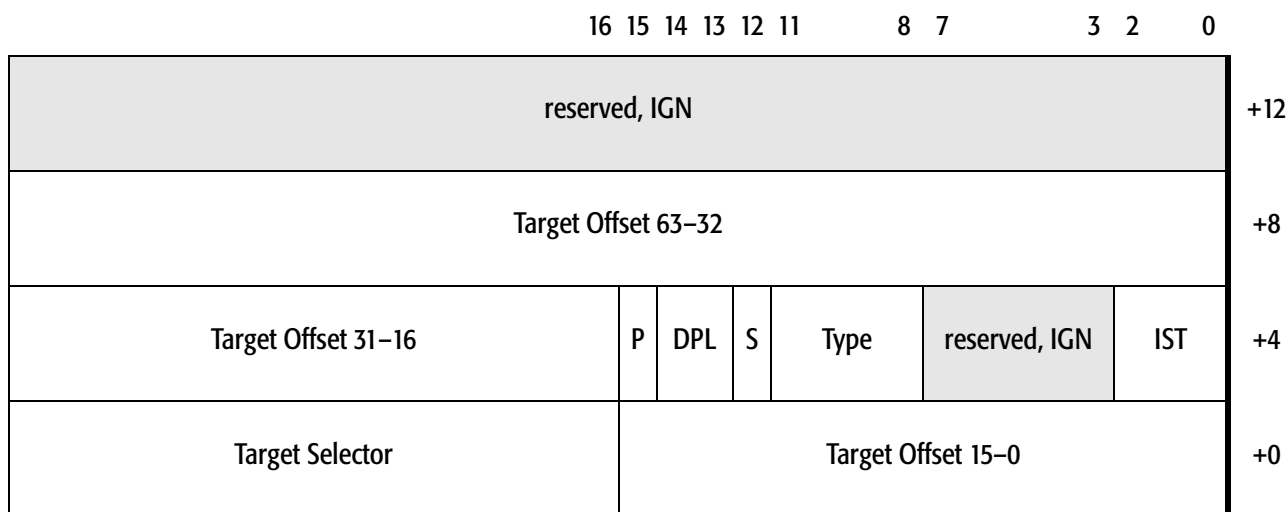 16 15 14 13 12 11 8 7 3 2 0
reserved, IGN +12
Target Offset 63–32 +8
Target Offset 31–16 P DPL S Type reserved, IGN IST +4
Target Selector Target Offset 15–0 +0